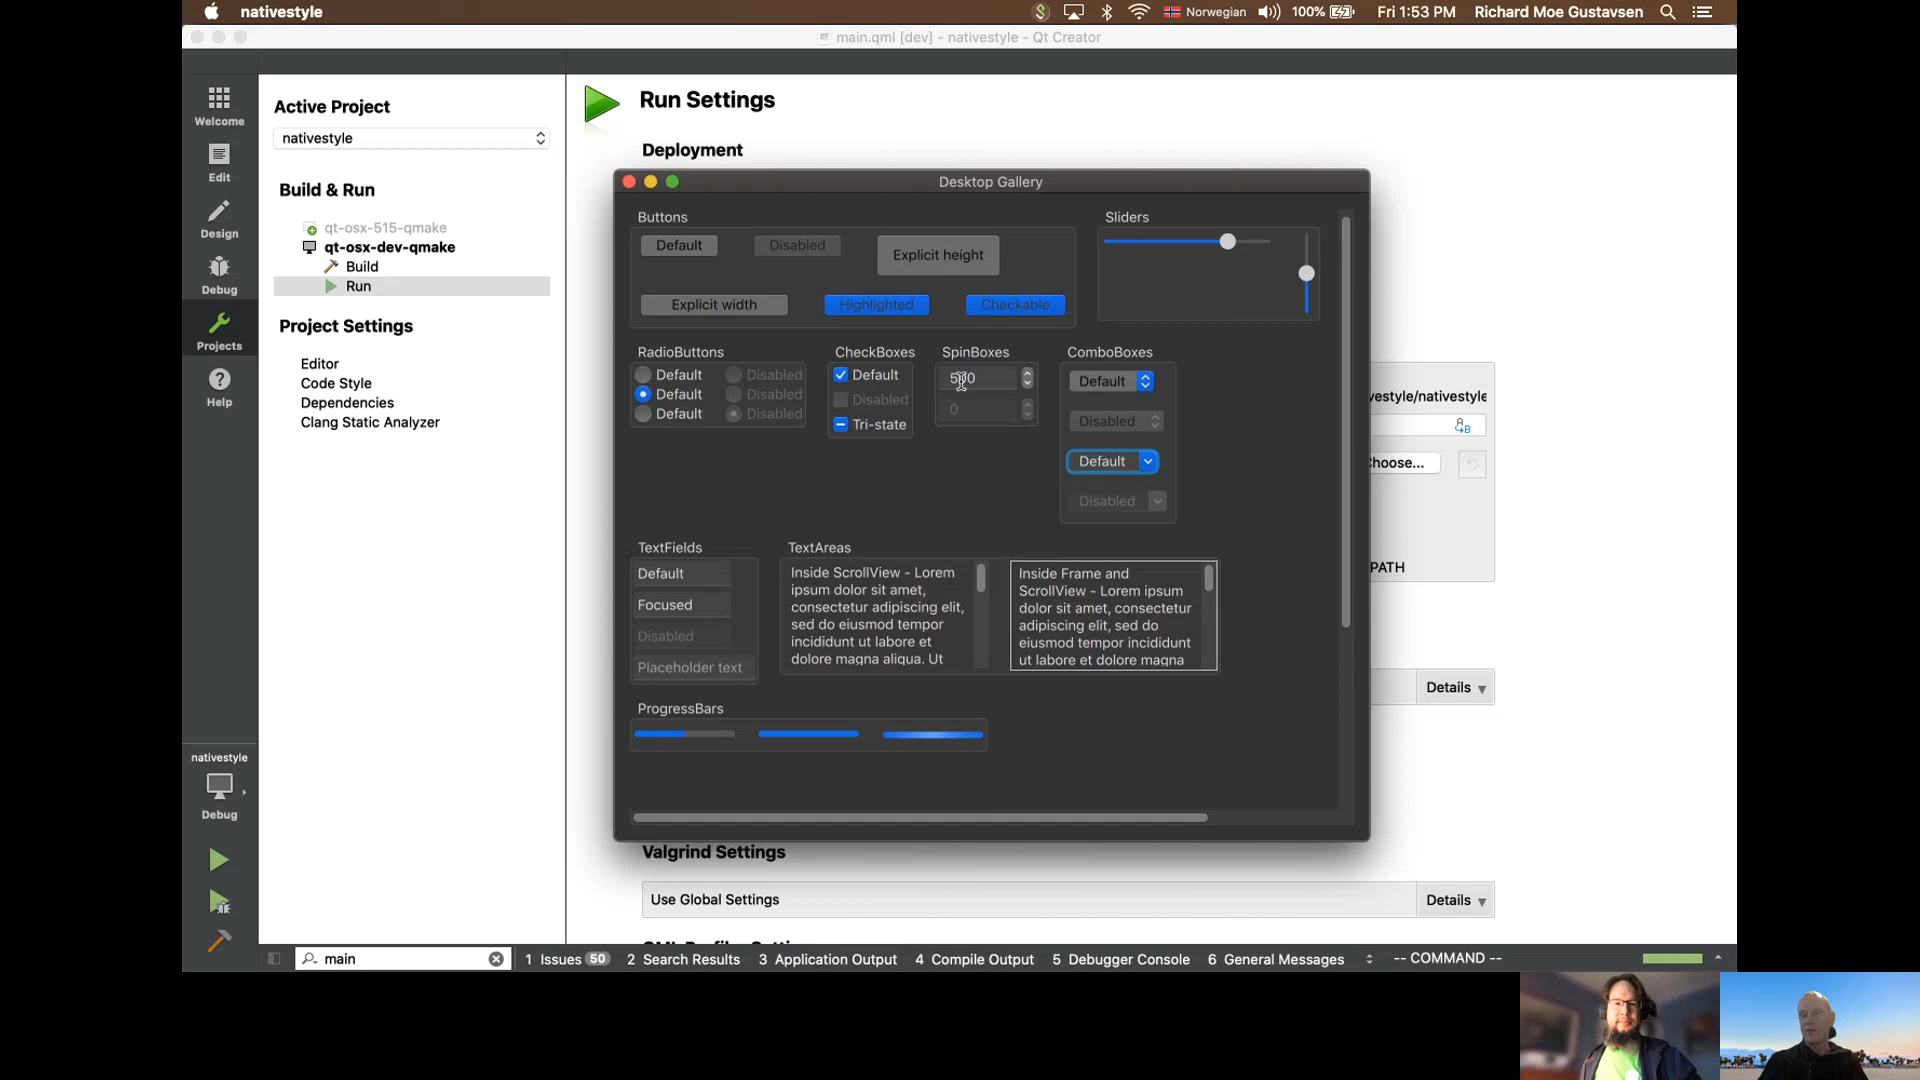 nativestyle
Norwegian
100%
Fri 1:53 PM
Richard Moe Gustavsen
main.qml [dev] - nativestyle - Qt Creator
Welcome
Edit
Design
Debug
Projects
Help
nativestyle
Debug
Active Project
nativestyle
Build & Run
qt-osx-515-qmake
qt-osx-dev-qmake
Build
Run
Project Settings
Editor
Code Style
Dependencies
Clang Static Analyzer
Run Settings
Deployment
Desktop Gallery
Buttons
Default
Disabled
Explicit height
Explicit width
Highlighted
Checkable
Sliders
RadioButtons
Default
Disabled
Default
Disabled
Default
Disabled
CheckBoxes
Default
Disabled
Tri-state
SpinBoxes
0
ComboBoxes
Default
Disabled
Default
Disabled
TextFields
Default
Focused
Disabled
Placeholder text
TextAreas
Inside ScrollView - Lorem
ipsum dolor sit amet,
consectetur adipiscing elit,
sed do eiusmod tempor
incididunt ut labore et
dolore magna aliqua. Ut
Inside Frame and
ScrollView - Lorem ipsum
dolor sit amet, consectetur
adipiscing elit, sed do
eiusmod tempor incididunt
ut labore et dolore magna
ProgressBars
vestyle/nativestyle
hoose...
PATH
Details
Valgrind Settings
Use Global Settings
Details
main
1 Issues 50
2 Search Results
3 Application Output
4 Compile Output
5 Debugger Console
6 General Messages
-- COMMAND --